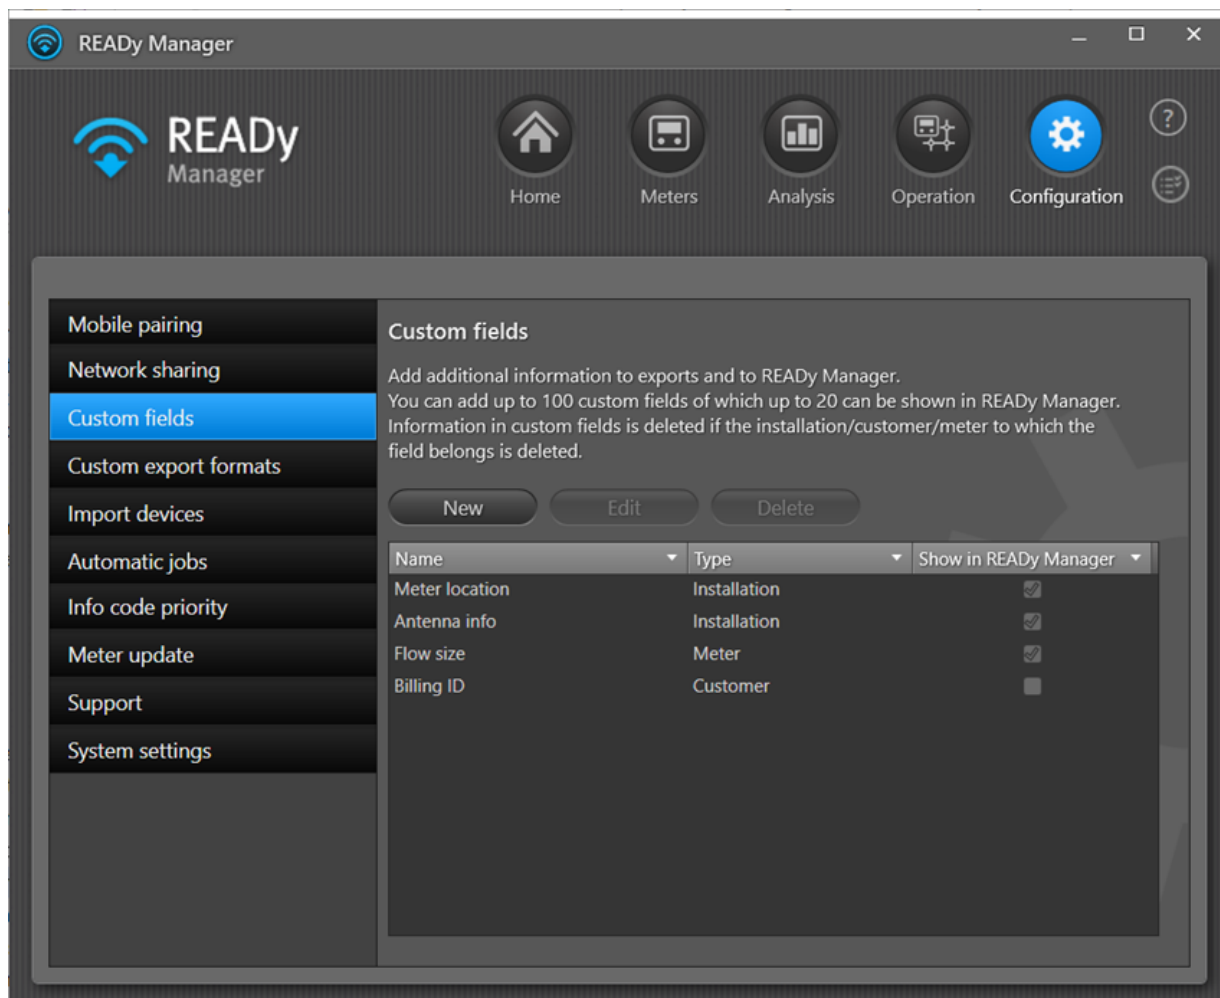 READy Manager
READy
Manager
?
Home
Meters
Analysis
Operation
Configuration
Mobile pairing
Network sharing
Custom fields
Custom export formats
Import devices
Automatic jobs
Info code priority
Meter update
Support
System settings
Custom fields
Add additional information to exports and to READy Manager.
You can add up to 100 custom fields of which up to 20 can be shown in READy Manager.
Information in custom fields is deleted if the installation/customer/meter to which the
field belongs is deleted.
New Edit Delete
Name Type Show in READy Manager
Meter location Installation
Antenna info Installation
Flow size Meter
Billing ID Customer